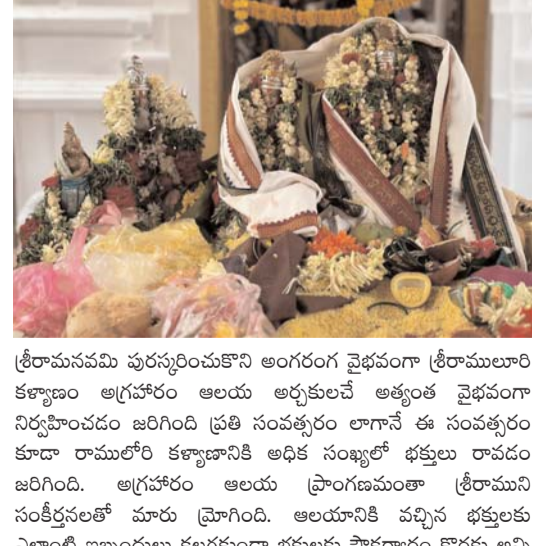 శ్రీరామనవమి పురస్కరించుకొని అంగరంగ వైభవంగా శ్రీరాములూరి
కళ్యాణం అగ్రహారం ఆలయ అర్చకులచే అత్యంత వైభవంగా
నిర్వహించడం జరిగింది ప్రతి సంవత్సరం లాగానే ఈ సంవత్సరం
కూడా రాములోరి కళ్యాణానికి అధిక సంఖ్యలో భక్తులు రావడం
జరిగింది. అగ్రహారం ఆలయ ప్రాంగణమంతా శ్రీరాముని
సంకీర్తనలతో మారు మ్రోగింది. ఆలయానికి వచ్చిన భక్తులకు